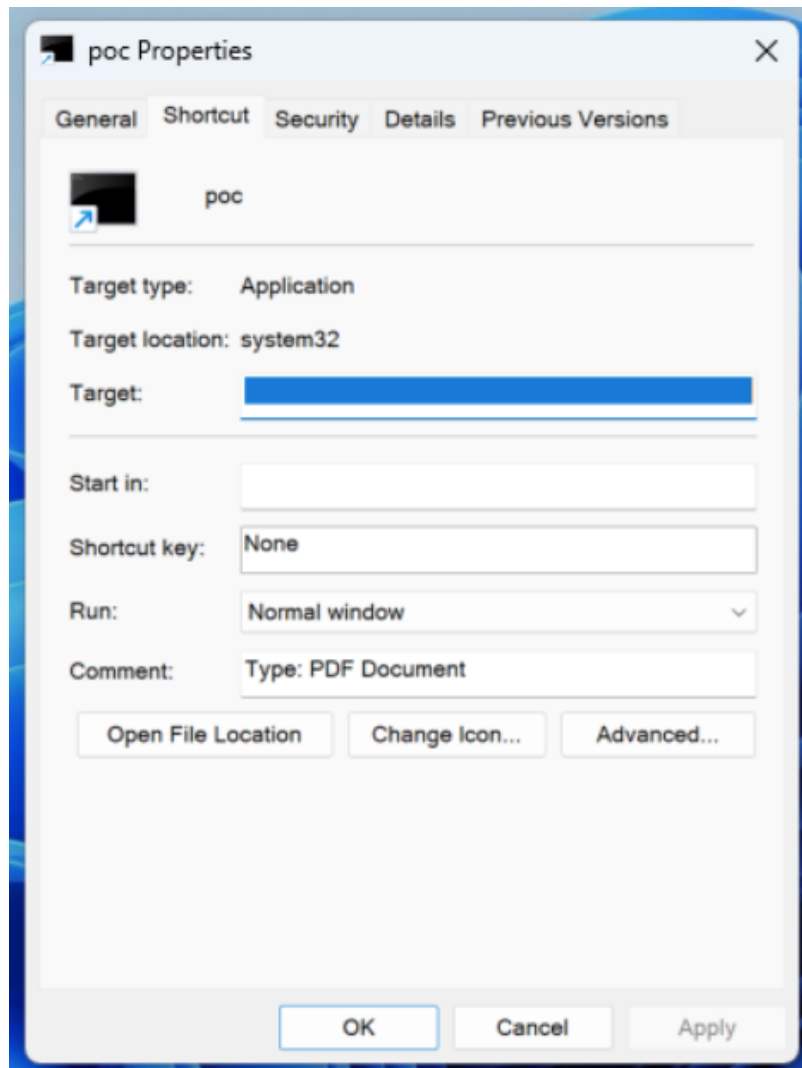 poc Properties
General Shortcut Security Details Previous Versions
poc
Target type: Application
Target location: system32
Target:
Start in:
Shortcut key: None
Run: Normal window
Comment: Type: PDF Document
Open File Location Change Icon... Advanced...
OK Cancel Apply